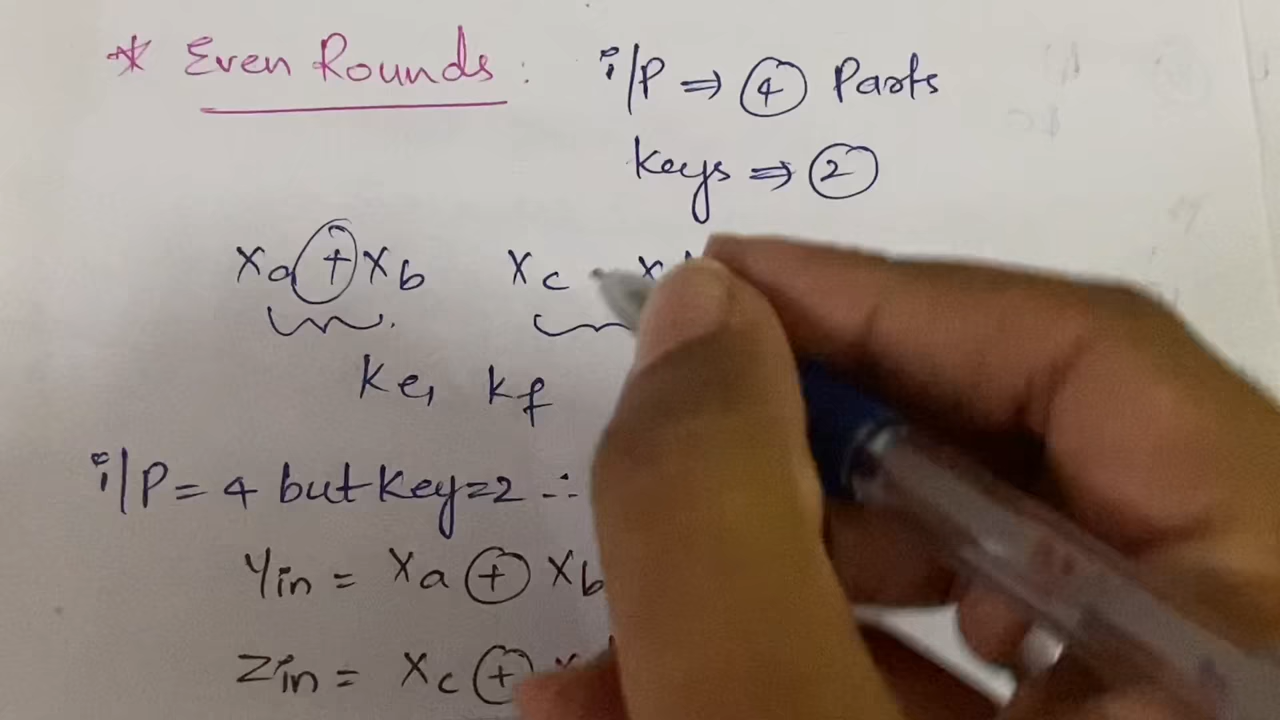 * Even Rounds: i/P ⇒ ④ Parts
Keys ⇒ ②
Xa ⊕ Xb Xc
Ke, Kf
i/P = 4 but Key=2 ∴
Yin = Xa ⊕ Xb
Zin = Xc ⊕